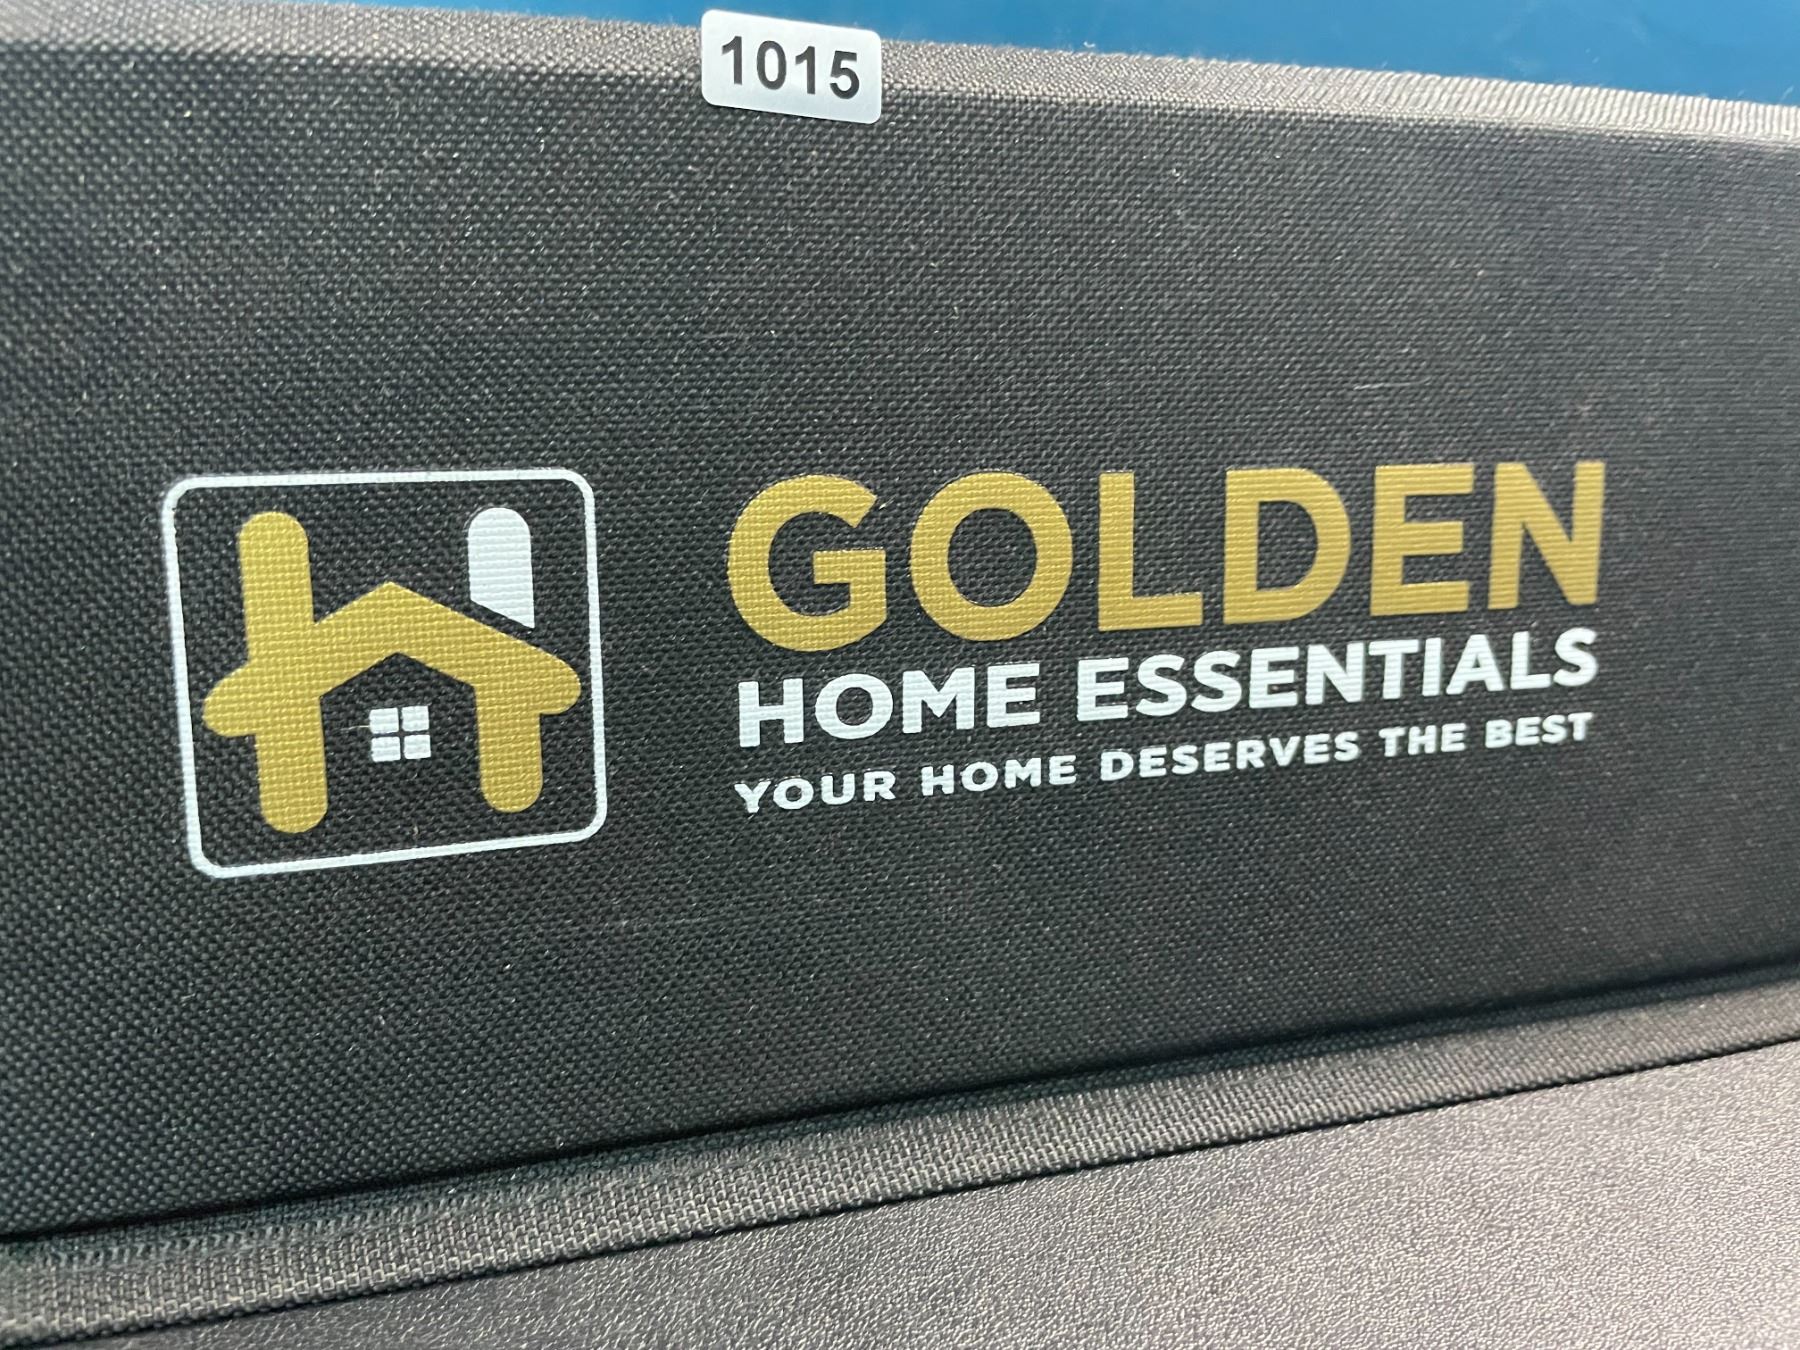 1015
GOLDEN
HOME ESSENTIALS
YOUR HOME DESERVES THE BEST